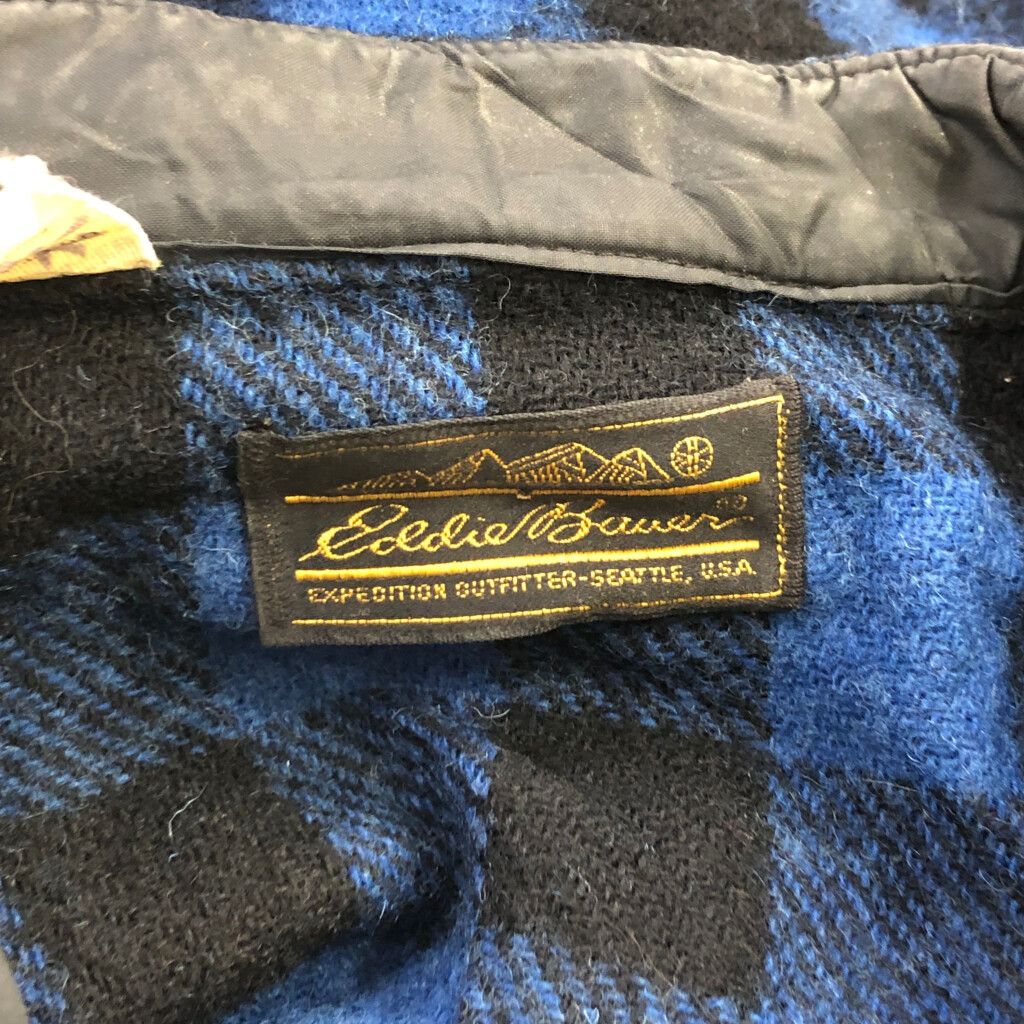 Eddie Bauer
EXPEDITION OUTFITTER-SEATTLE, U.S.A.